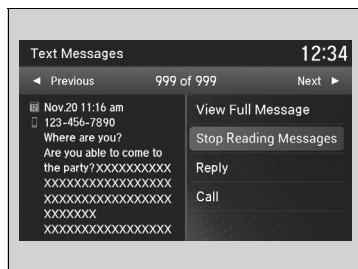 Text Messages 12:34
◄ Previous 999 of 999 Next ►
Nov.20 11:16 am
123-456-7890
Where are you?
Are you able to come to
the party?XXXXXXXXXX
XXXXXXXXXXXXXXXXX
XXXXXXXXXXXXXXXXX
XXXXXXX
XXXXXXXXXXXXXXXXX
View Full Message
Stop Reading Messages
Reply
Call